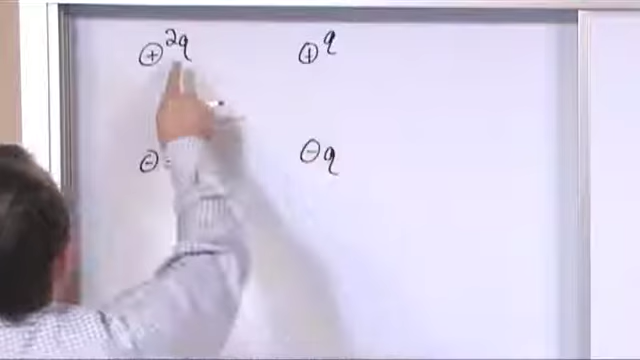 ⊕ 2q ⊕ q
⊖ ⊖ q